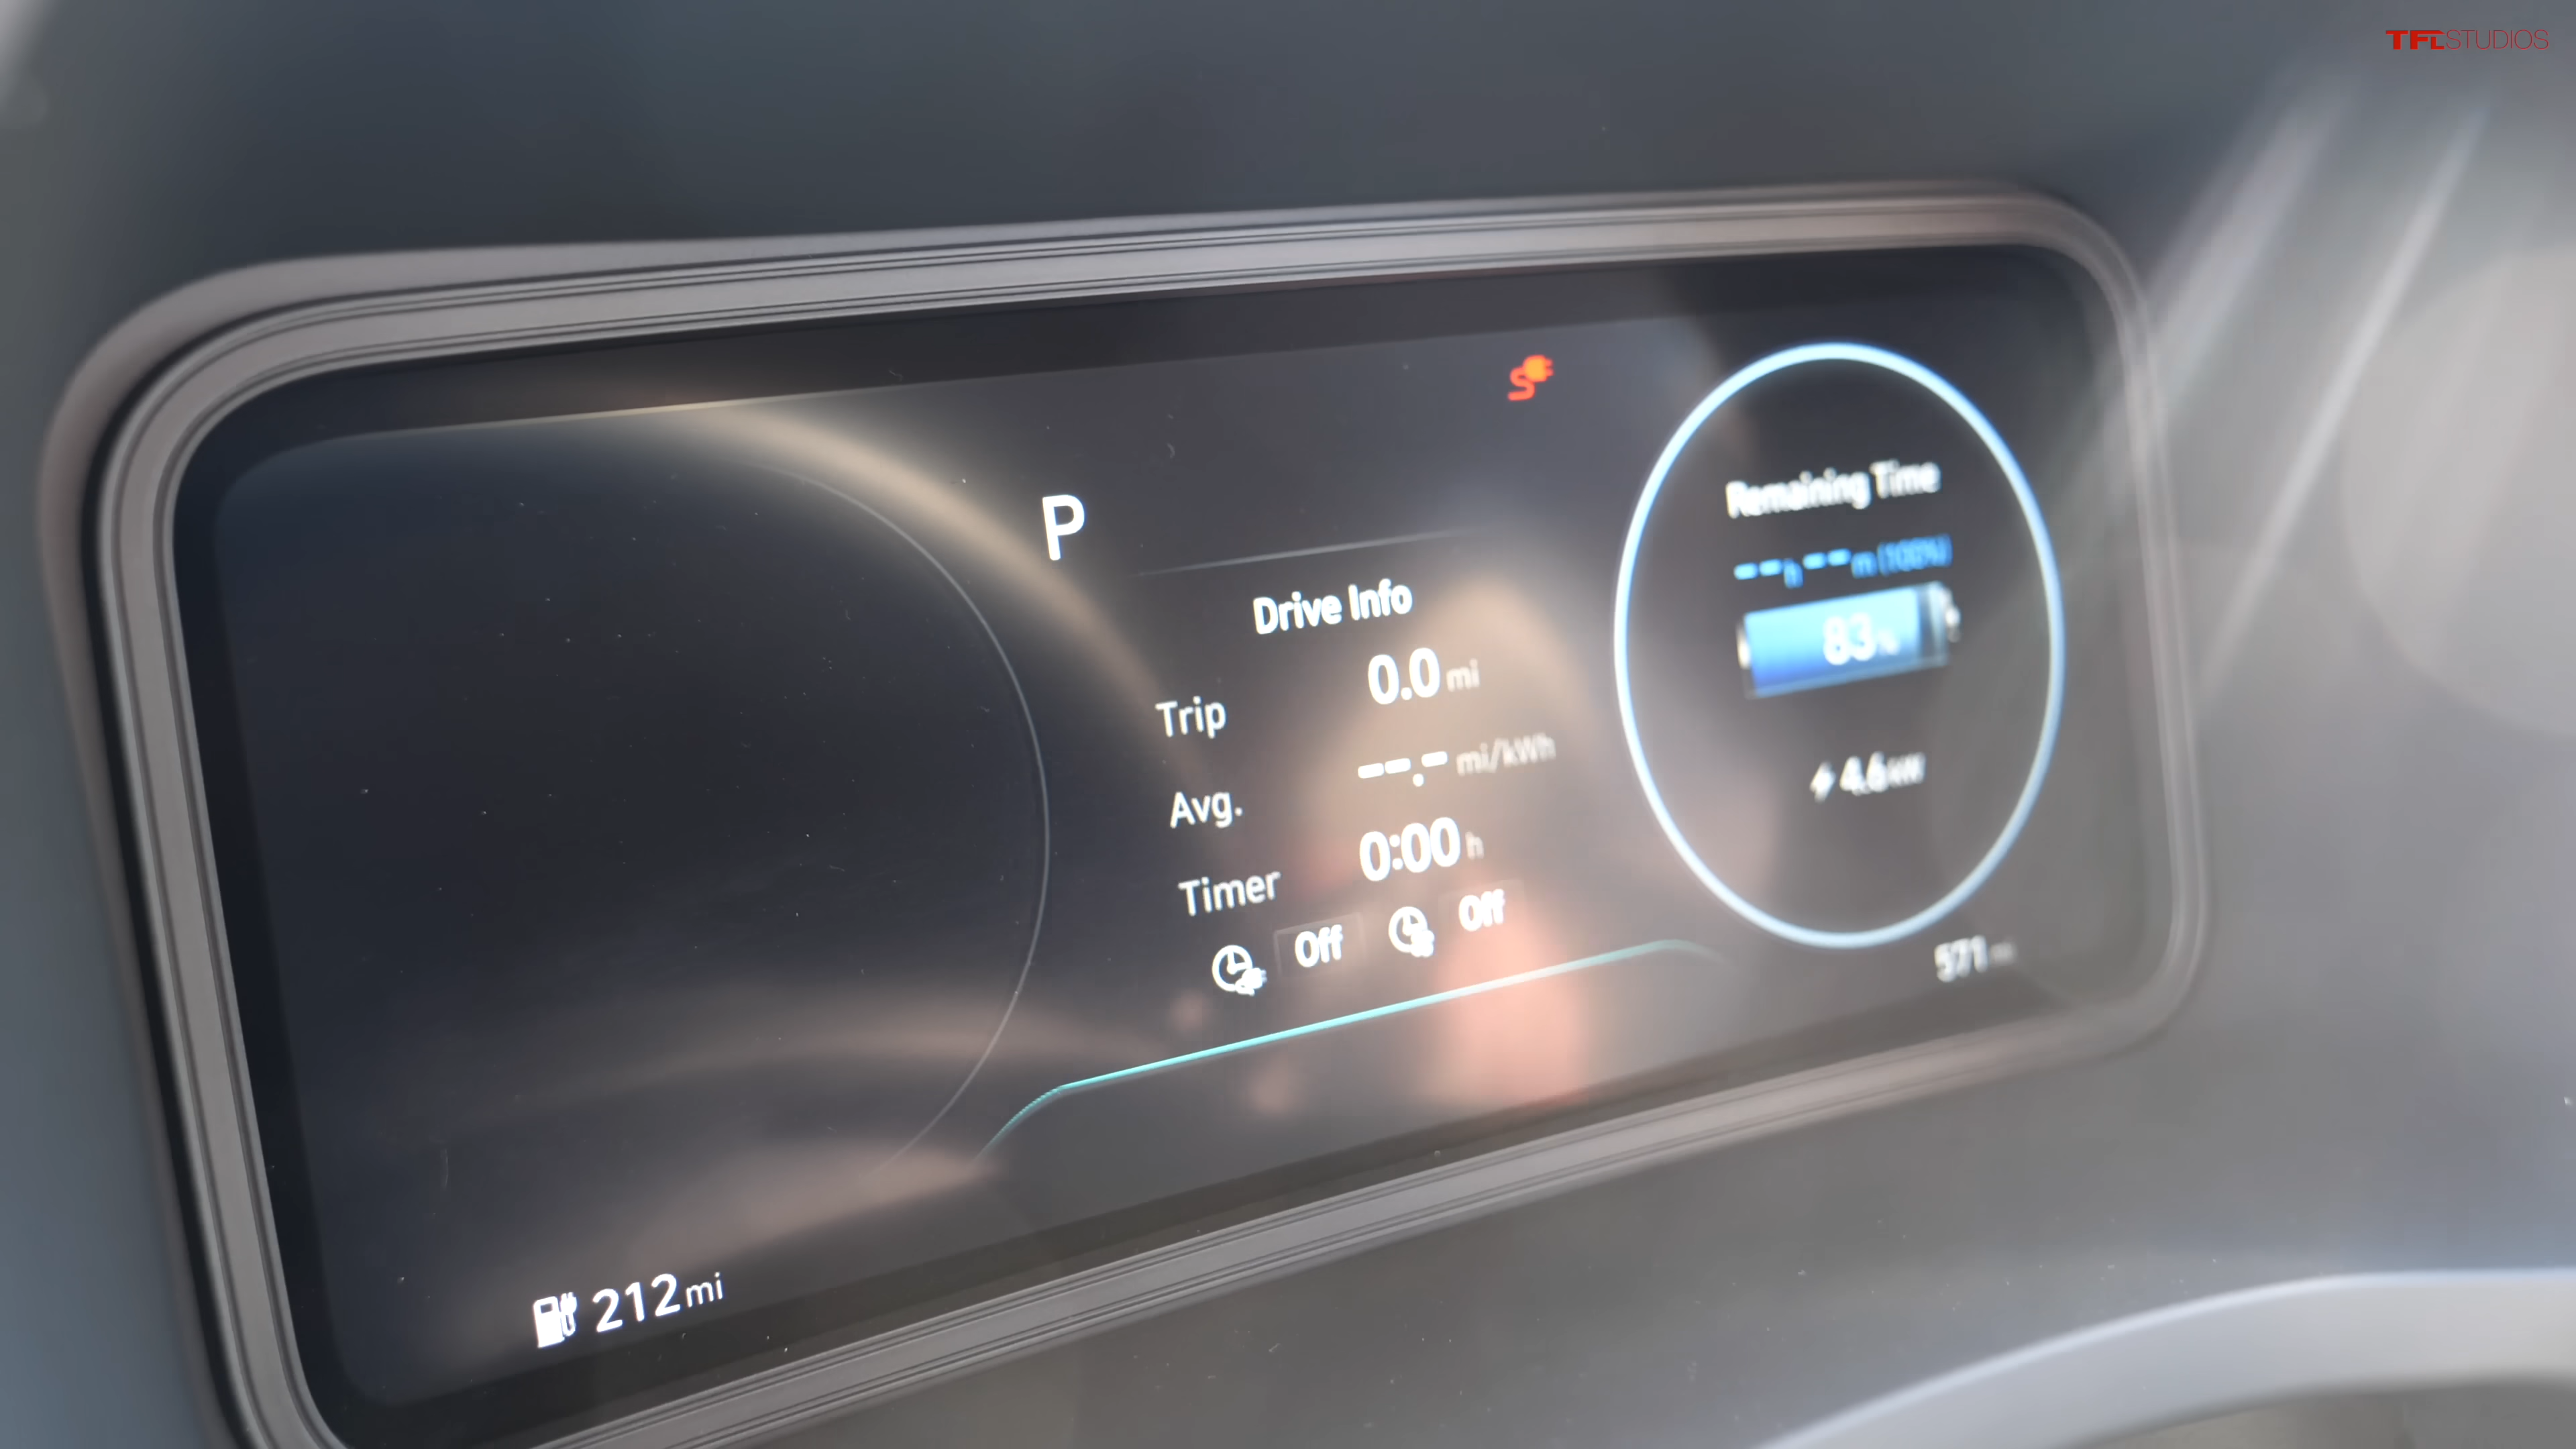 TFLSTUDIOS
P
Drive Info
Trip 0.0 mi
Avg. --.- mi/kWh
Timer 0:00 h
Off Off
Remaining Time
--h--m (100%)
83%
4.6 kW
571 mi
212 mi